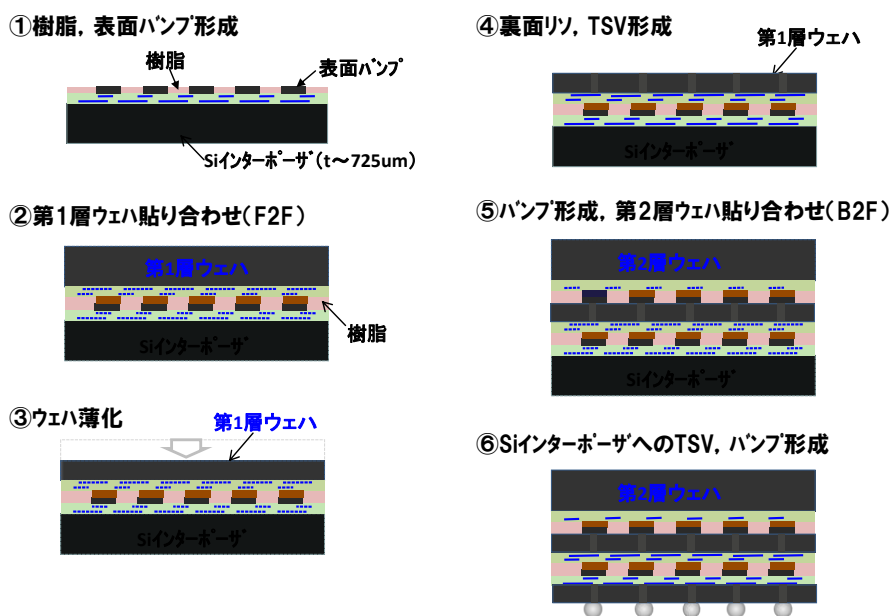 ①樹脂，表面バンプ形成
樹脂
表面バンプ
Siインターポーザ(t～725um)
②第1層ウェハ貼り合わせ(F2F)
第1層ウェハ
樹脂
Siインターポーザ
③ウェハ薄化
第1層ウェハ
Siインターポーザ
④裏面リソ，TSV形成
第1層ウェハ
Siインターポーザ
⑤バンプ形成，第2層ウェハ貼り合わせ(B2F)
第2層ウェハ
Siインターポーザ
⑥SiインターポーザへのTSV，バンプ形成
第2層ウェハ